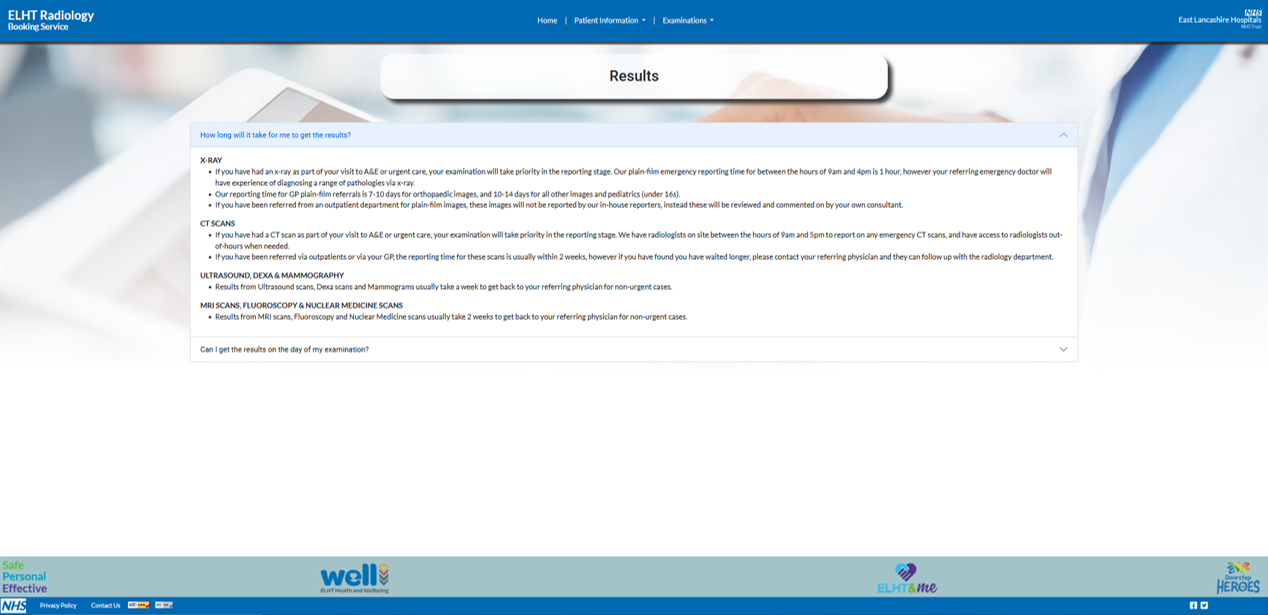 ELHT Radiology
Booking Service
Home | Patient Information | Examinations
NHS
East Lancashire Hospitals
NHS Trust
Results
How long will it take for me to get the results?
X-RAY
• If you have had an x-ray as part of your visit to A&E or urgent care, your examination will take priority in the reporting stage. Our plain-film emergency reporting time for between the hours of 9am and 4pm is 1 hour, however your referring emergency doctor will
have experience of diagnosing a range of pathologies via x-ray.
• Our reporting time for GP plain-film referrals is 7-10 days for orthopaedic images, and 10-14 days for all other images and pediatrics (under 16s).
• If you have been referred from an outpatient department for plain-film images, these images will not be reported by our in-house reporters, instead these will be reviewed and commented on by your own consultant.
CT SCANS
• If you have had a CT scan as part of your visit to A&E or urgent care, your examination will take priority in the reporting stage. We have radiologists on site between the hours of 9am and 5pm to report on any emergency CT scans, and have access to radiologists out-
of-hours when needed.
• If you have been referred via outpatients or via your GP, the reporting time for these scans is usually within 2 weeks, however if you have found you have waited longer, please contact your referring physician and they can follow up with the radiology department.
ULTRASOUND, DEXA & MAMMOGRAPHY
• Results from Ultrasound scans, Dexa scans and Mammograms usually take a week to get back to your referring physician for non-urgent cases.
MRI SCANS, FLUOROSCOPY & NUCLEAR MEDICINE SCANS
• Results from MRI scans, Fluoroscopy and Nuclear Medicine scans usually take 2 weeks to get back to your referring physician for non-urgent cases.
Can I get the results on the day of my examination?
Safe
Personal
Effective
well
ELHT Health and Wellbeing
ELHT&me
Doorstep
HEROES
NHS
Privacy Policy
Contact Us